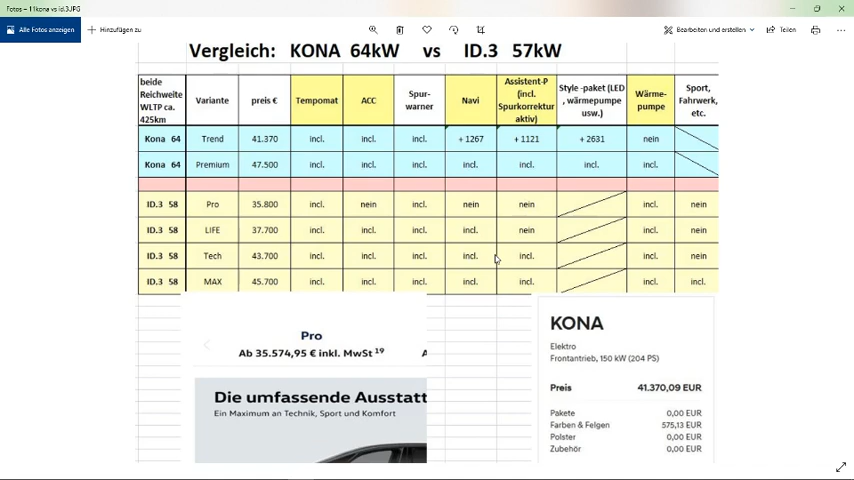 Fotos – 11kona vs id.3.JPG
Alle Fotos anzeigen
Hinzufügen zu
Bearbeiten und erstellen
Teilen
Vergleich: KONA 64kW vs ID.3 57kW
beide Reichweite WLTP ca. 425km Variante preis € Tempomat ACC Spur-warner Navi Assistent-P (incl. Spurkorrektur aktiv) Style -paket (LED , wärmepumpe usw.) Wärme-pumpe Sport, Fahrwerk, etc.
Kona 64 Trend 41.370 incl. incl. incl. + 1267 + 1121 + 2631 nein
Kona 64 Premium 47.500 incl. incl. incl. incl. incl. incl. incl.
ID.3 58 Pro 35.800 incl. nein incl. nein nein incl. nein
ID.3 58 LIFE 37.700 incl. incl. incl. incl. nein incl. nein
ID.3 58 Tech 43.700 incl. incl. incl. incl. incl. incl. nein
ID.3 58 MAX 45.700 incl. incl. incl. incl. incl. incl. incl.
Pro
Ab 35.574,95 € inkl. MwSt 19 A
Die umfassende Ausstatt
Ein Maximum an Technik, Sport und Komfort
KONA
Elektro
Frontantrieb, 150 kW (204 PS)
Preis 41.370,09 EUR
Pakete 0,00 EUR
Farben & Felgen 575,13 EUR
Polster 0,00 EUR
Zubehör 0,00 EUR